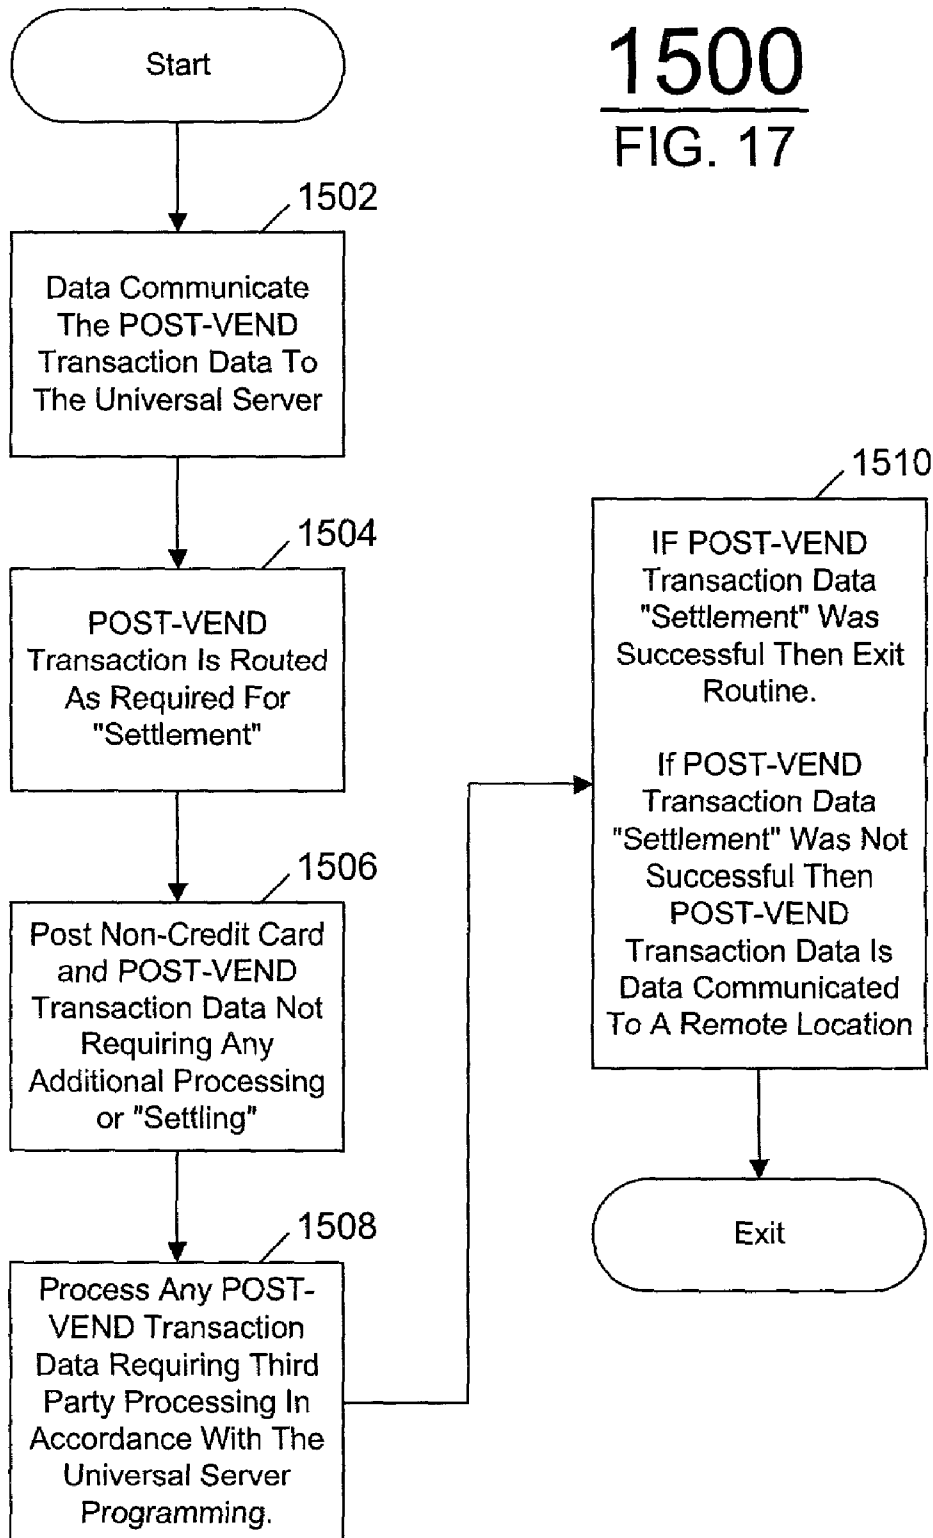 1500
FIG. 17
Start
1502
Data Communicate
The POST-VEND
Transaction Data To
The Universal Server
1504
POST-VEND
Transaction Is Routed
As Required For
"Settlement"
1506
Post Non-Credit Card
and POST-VEND
Transaction Data Not
Requiring Any
Additional Processing
or "Settling"
1508
Process Any POST-
VEND Transaction
Data Requiring Third
Party Processing In
Accordance With The
Universal Server
Programming.
1510
IF POST-VEND
Transaction Data
"Settlement" Was
Successful Then Exit
Routine.
If POST-VEND
Transaction Data
"Settlement" Was Not
Successful Then
POST-VEND
Transaction Data Is
Data Communicated
To A Remote Location
Exit